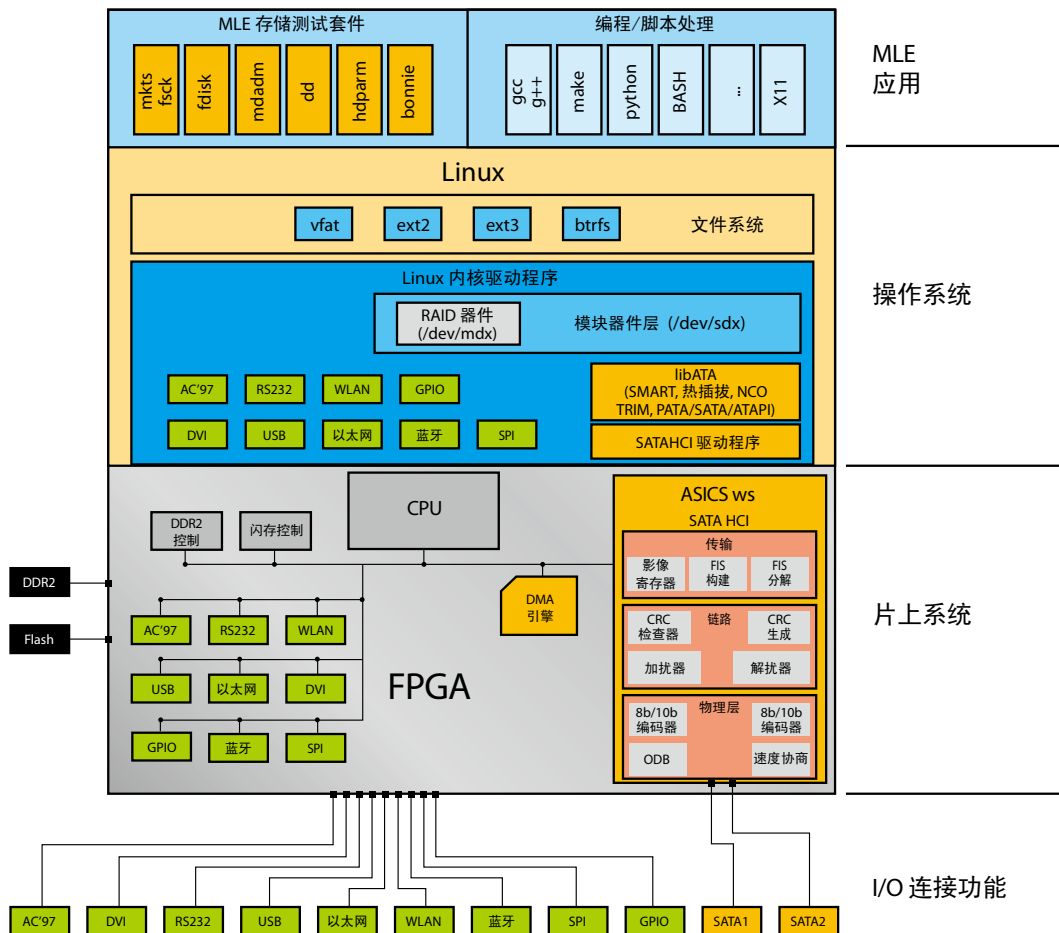 MLE 存储测试套件
mkts
fsck
fdisk
mdadm
dd
hdparm
bonnie
编程/脚本处理
gcc
g++
make
python
BASH
...
X11
MLE
应用
Linux
vfat
ext2
ext3
btrfs
文件系统
Linux 内核驱动程序
RAID 器件
(/dev/mdx)
模块器件层 (/dev/sdx)
AC'97
RS232
WLAN
GPIO
libATA
(SMART, 热插拔, NCO
TRIM, PATA/SATA/ATAPI)
DVI
USB
以太网
蓝牙
SPI
SATAHCI 驱动程序
操作系统
CPU
DDR2
控制
闪存控制
DMA
引擎
DDR2
Flash
AC'97
RS232
WLAN
USB
以太网
DVI
GPIO
蓝牙
SPI
FPGA
ASICS ws
SATA HCI
传输
影像
寄存器
FIS
构建
FIS
分解
链路
CRC
检查器
CRC
生成
加扰器
解扰器
物理层
8b/10b
编码器
8b/10b
编码器
ODB
速度协商
片上系统
I/O 连接功能
AC'97
DVI
RS232
USB
以太网
WLAN
蓝牙
SPI
GPIO
SATA1
SATA2